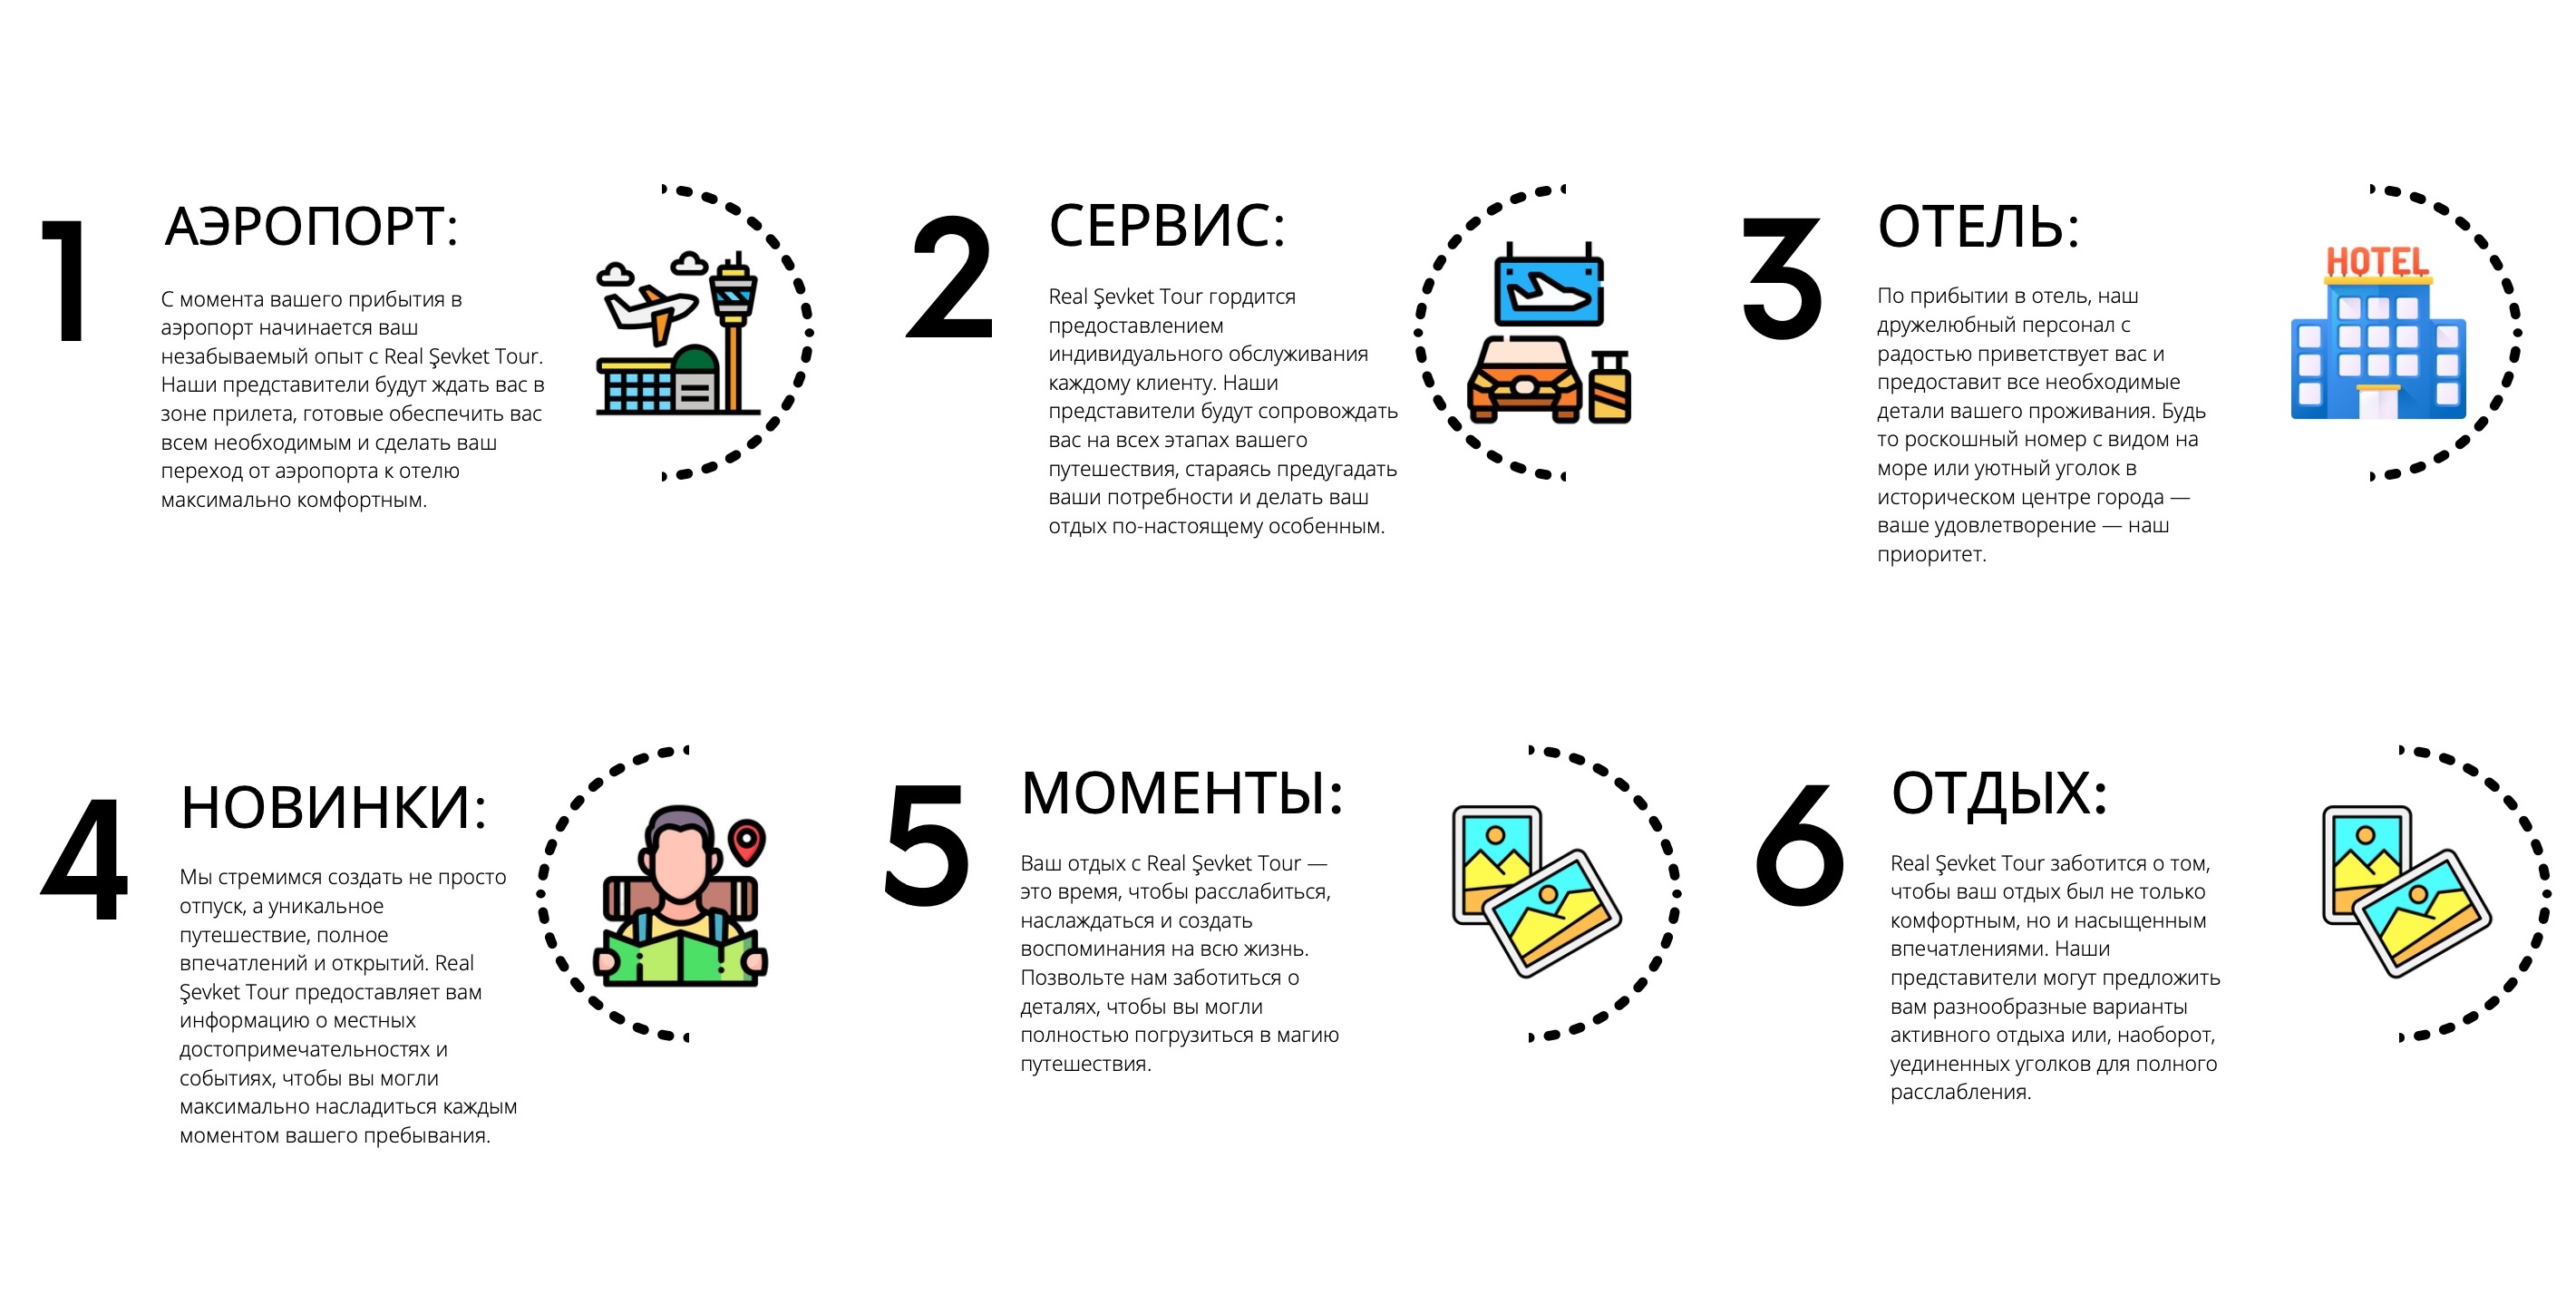 1
АЭРОПОРТ:
С момента вашего прибытия в
аэропорт начинается ваш
незабываемый опыт с Real Şevket Tour.
Наши представители будут ждать вас в
зоне прилета, готовые обеспечить вас
всем необходимым и сделать ваш
переход от аэропорта к отелю
максимально комфортным.
2
СЕРВИС:
Real Şevket Tour гордится
предоставлением
индивидуального обслуживания
каждому клиенту. Наши
представители будут сопровождать
вас на всех этапах вашего
путешествия, стараясь предугадать
ваши потребности и делать ваш
отдых по-настоящему особенным.
3
ОТЕЛЬ:
По прибытии в отель, наш
дружелюбный персонал с
радостью приветствует вас и
предоставит все необходимые
детали вашего проживания. Будь
то роскошный номер с видом на
море или уютный уголок в
историческом центре города —
ваше удовлетворение — наш
приоритет.
HOTEL
4
НОВИНКИ:
Мы стремимся создать не просто
отпуск, а уникальное
путешествие, полное
впечатлений и открытий. Real
Şevket Tour предоставляет вам
информацию о местных
достопримечательностях и
событиях, чтобы вы могли
максимально насладиться каждым
моментом вашего пребывания.
5
МОМЕНТЫ:
Ваш отдых с Real Şevket Tour —
это время, чтобы расслабиться,
наслаждаться и создать
воспоминания на всю жизнь.
Позвольте нам заботиться о
деталях, чтобы вы могли
полностью погрузиться в магию
путешествия.
6
ОТДЫХ:
Real Şevket Tour заботится о том,
чтобы ваш отдых был не только
комфортным, но и насыщенным
впечатлениями. Наши
представители могут предложить
вам разнообразные варианты
активного отдыха или, наоборот,
уединенных уголков для полного
расслабления.